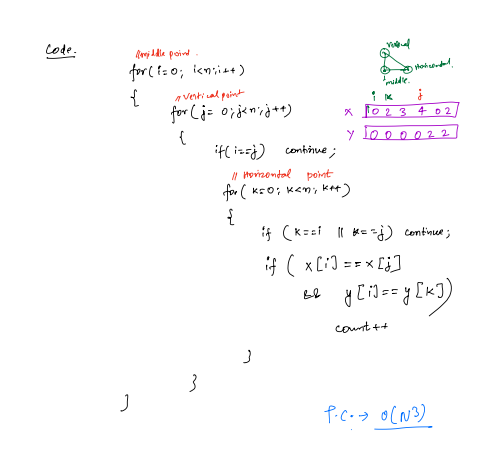 Code.
// middle point.
for(i=0; i<n; i++)
{
// vertical point
for(j= 0; j<n; j++)
{
if(i==j) continue;
// Horizontal point
for( k=0; k<n; k++)
{
if (k==i || k==j) continue;
if ( x[i]==x[j]
&& y[i]== y[k])
count++
}
}
}
vertical
Horizontal.
middle.
i k j
x 0 2 3 4 0 2
y 0 0 0 0 2 2
T.C. → O(N3)